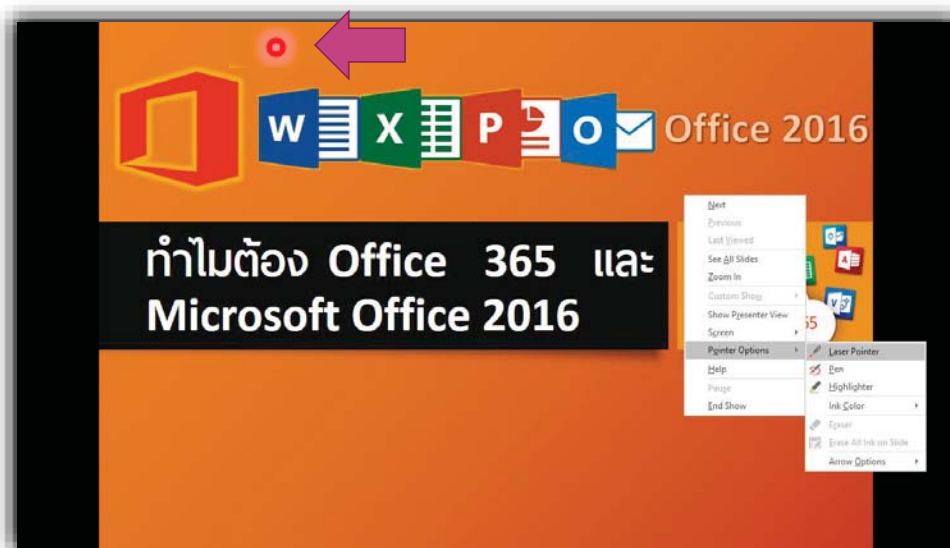 W X P O Office 2016
ทำไมต้อง Office 365 และ
Microsoft Office 2016
Next
Previous
Last Viewed
See All Slides
Zoom In
Custom Show
Show Presenter View
Screen
Pointer Options
Help
Pause
End Show
65
Laser Pointer
Pen
Highlighter
Ink Color
Eraser
Erase All Ink on Slide
Arrow Options